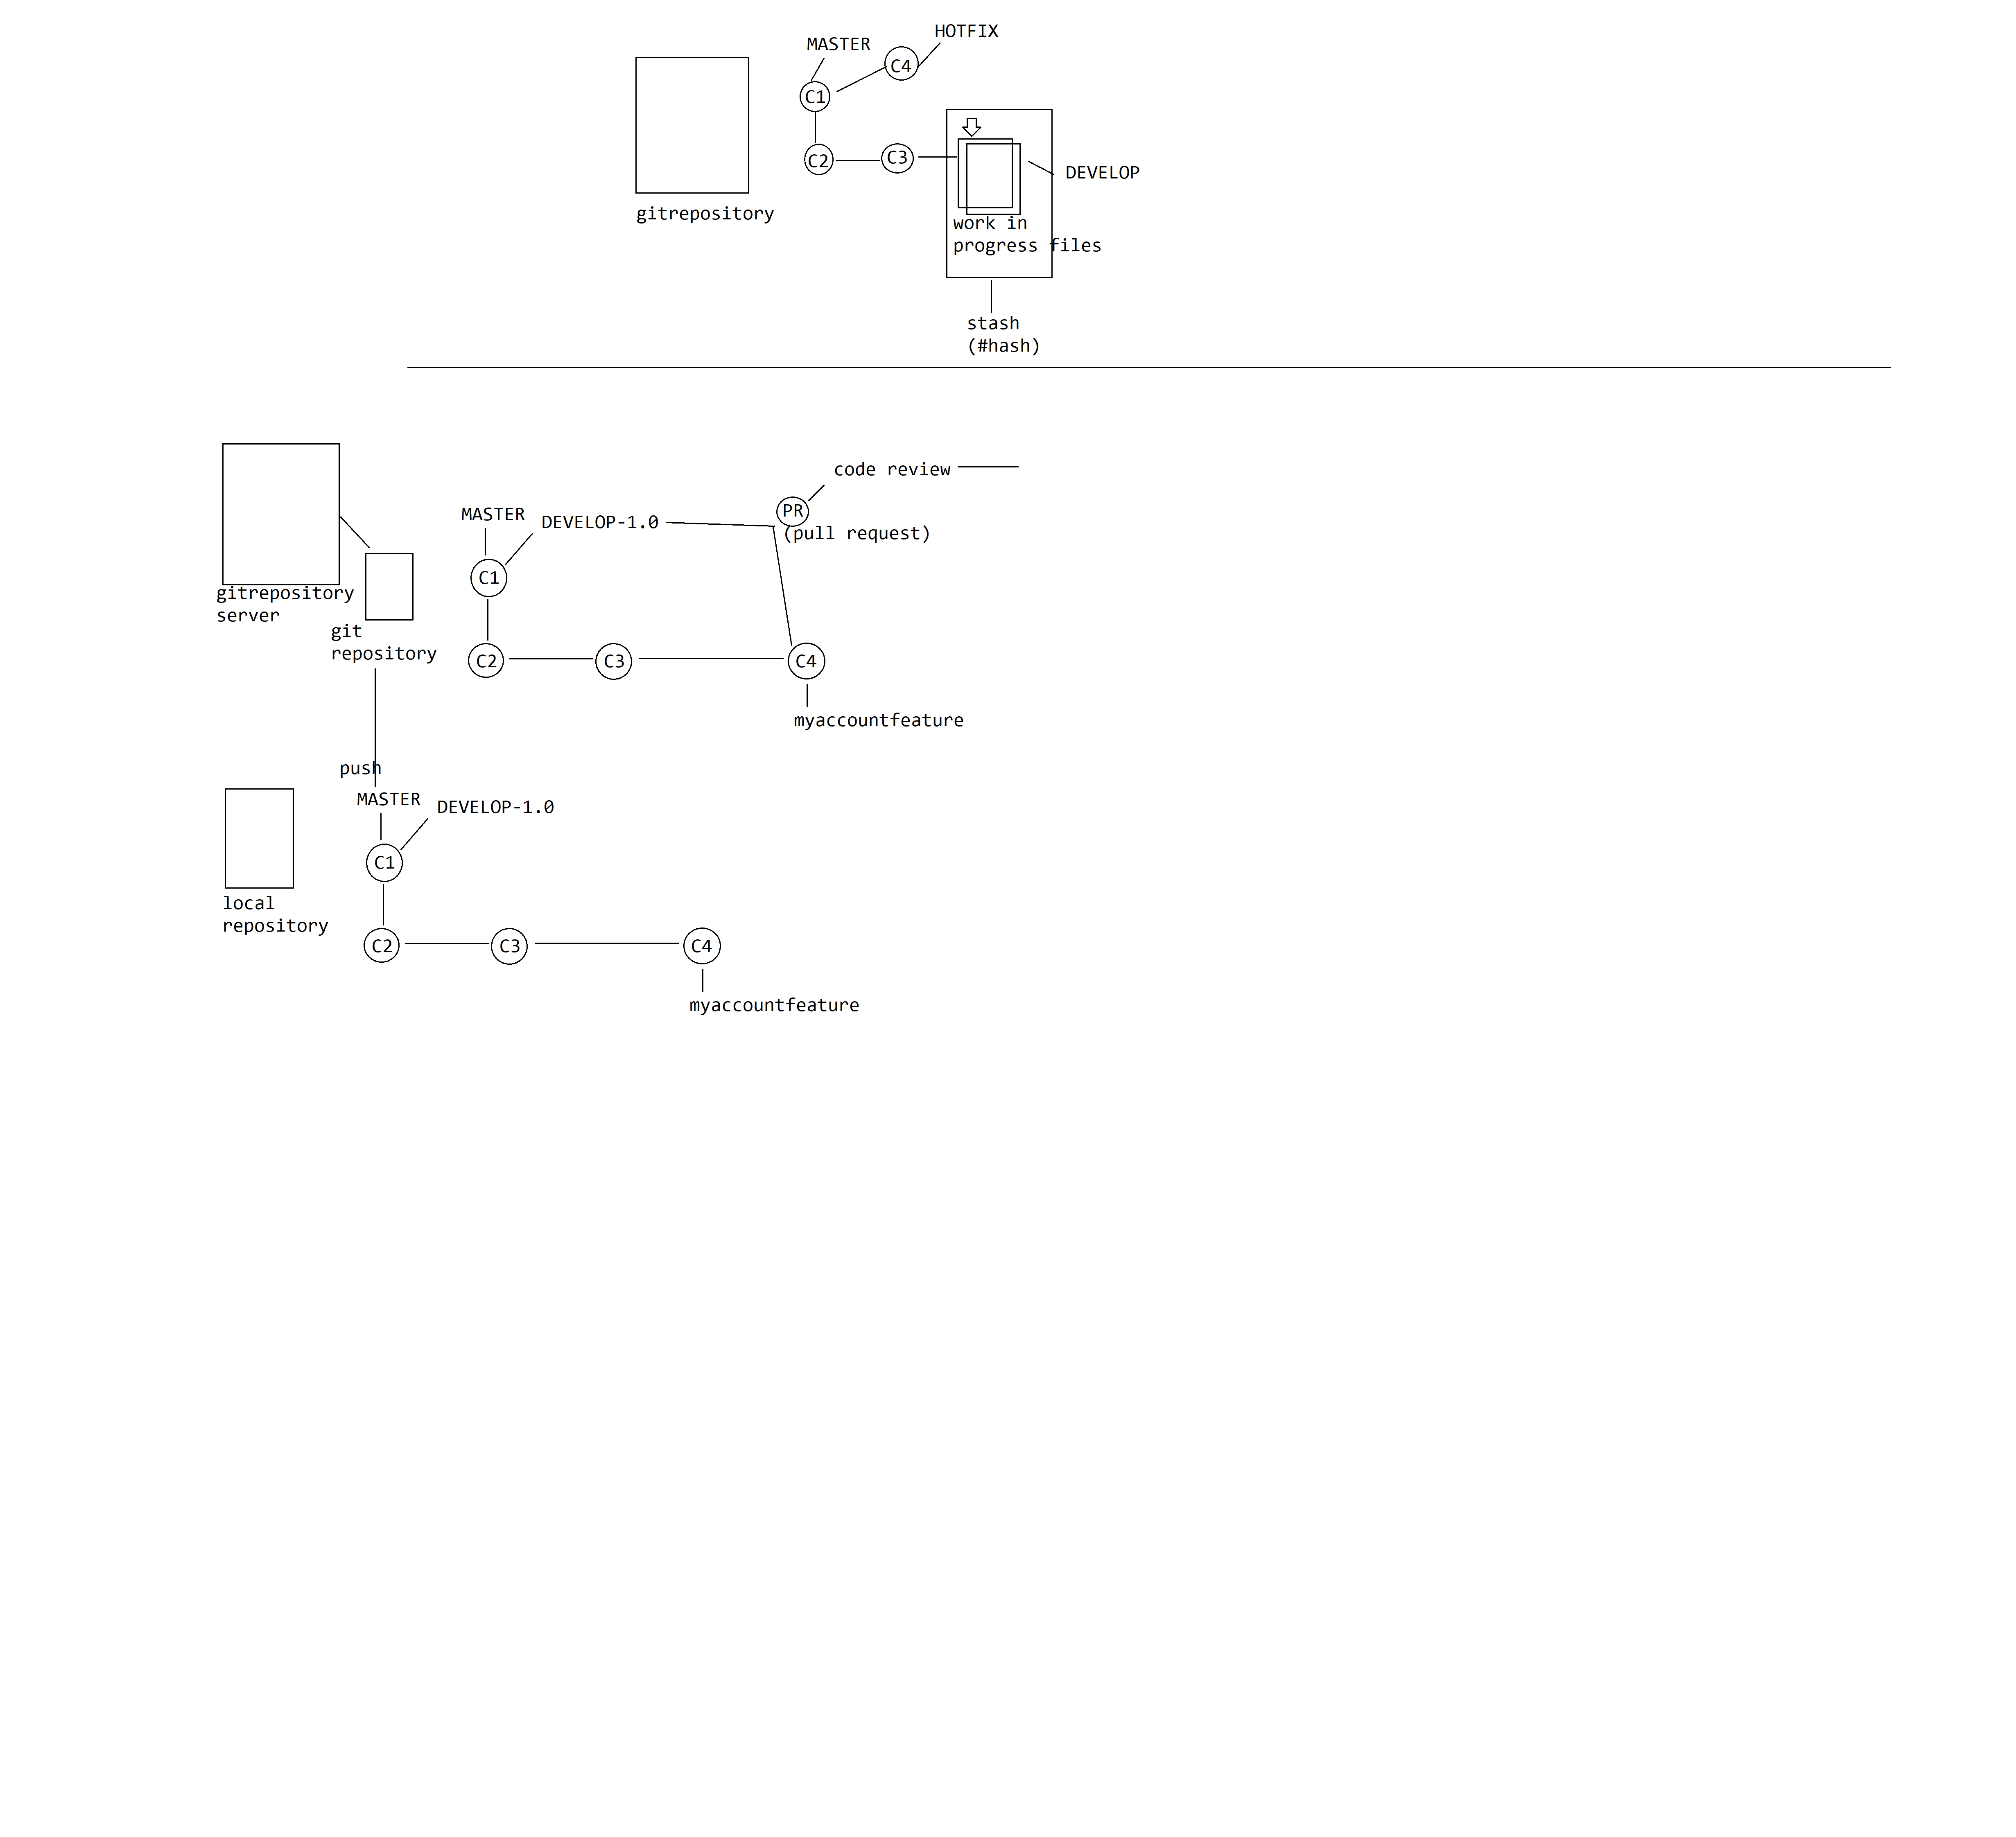 HOTFIX
MASTER
C4
C1
C2
C3
DEVELOP
gitrepository
work in
progress files
stash
(#hash)
code review
MASTER
DEVELOP-1.0
PR
(pull request)
C1
gitrepository
server
git
repository
C2
C3
C4
myaccountfeature
push
MASTER
DEVELOP-1.0
C1
local
repository
C2
C3
C4
myaccountfeature